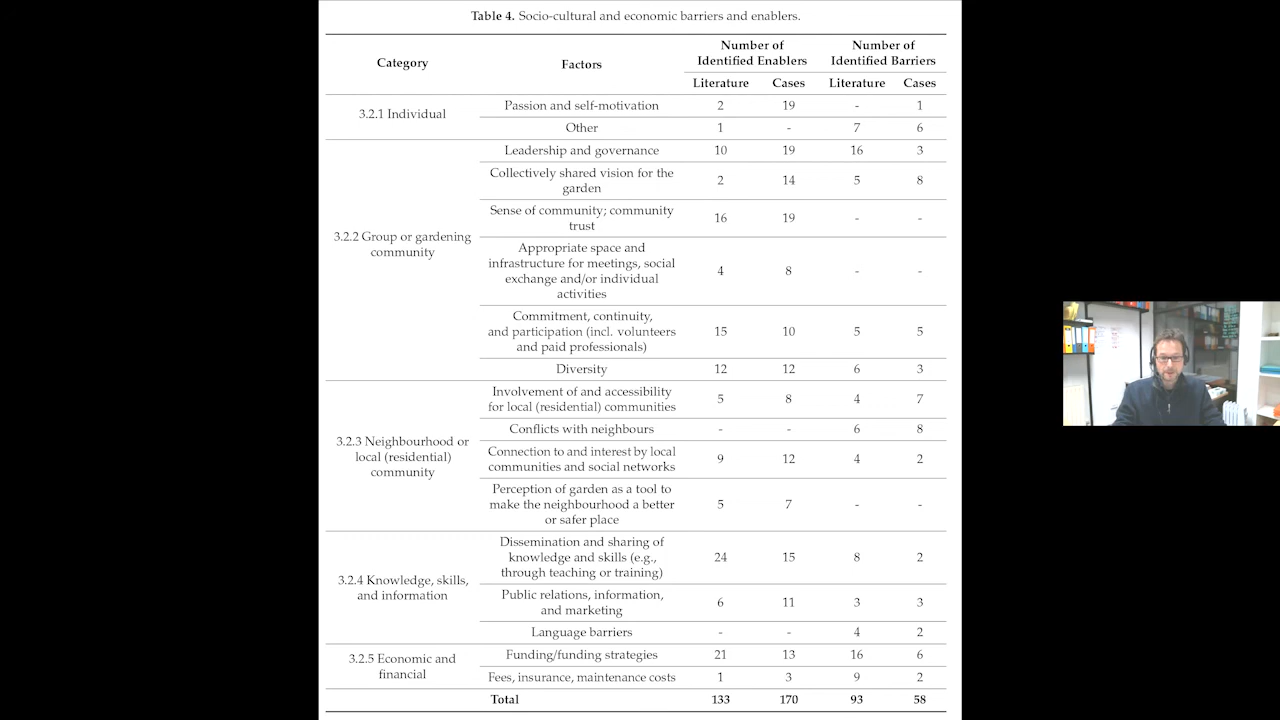 Table 4. Socio-cultural and economic barriers and enablers.
Category Factors Number of Identified Enablers Number of Identified Barriers
Literature Cases Literature Cases
3.2.1 Individual
Passion and self-motivation 2 19 - 1
Other 1 - 7 6
3.2.2 Group or gardening community
Leadership and governance 10 19 16 3
Collectively shared vision for the garden 2 14 5 8
Sense of community; community trust 16 19 - -
Appropriate space and infrastructure for meetings, social exchange and/or individual activities 4 8 - -
Commitment, continuity, and participation (incl. volunteers and paid professionals) 15 10 5 5
Diversity 12 12 6 3
3.2.3 Neighbourhood or local (residential) community
Involvement of and accessibility for local (residential) communities 5 8 4 7
Conflicts with neighbours - - 6 8
Connection to and interest by local communities and social networks 9 12 4 2
Perception of garden as a tool to make the neighbourhood a better or safer place 5 7 - -
3.2.4 Knowledge, skills, and information
Dissemination and sharing of knowledge and skills (e.g., through teaching or training) 24 15 8 2
Public relations, information, and marketing 6 11 3 3
Language barriers - - 4 2
3.2.5 Economic and financial
Funding/funding strategies 21 13 16 6
Fees, insurance, maintenance costs 1 3 9 2
Total 133 170 93 58